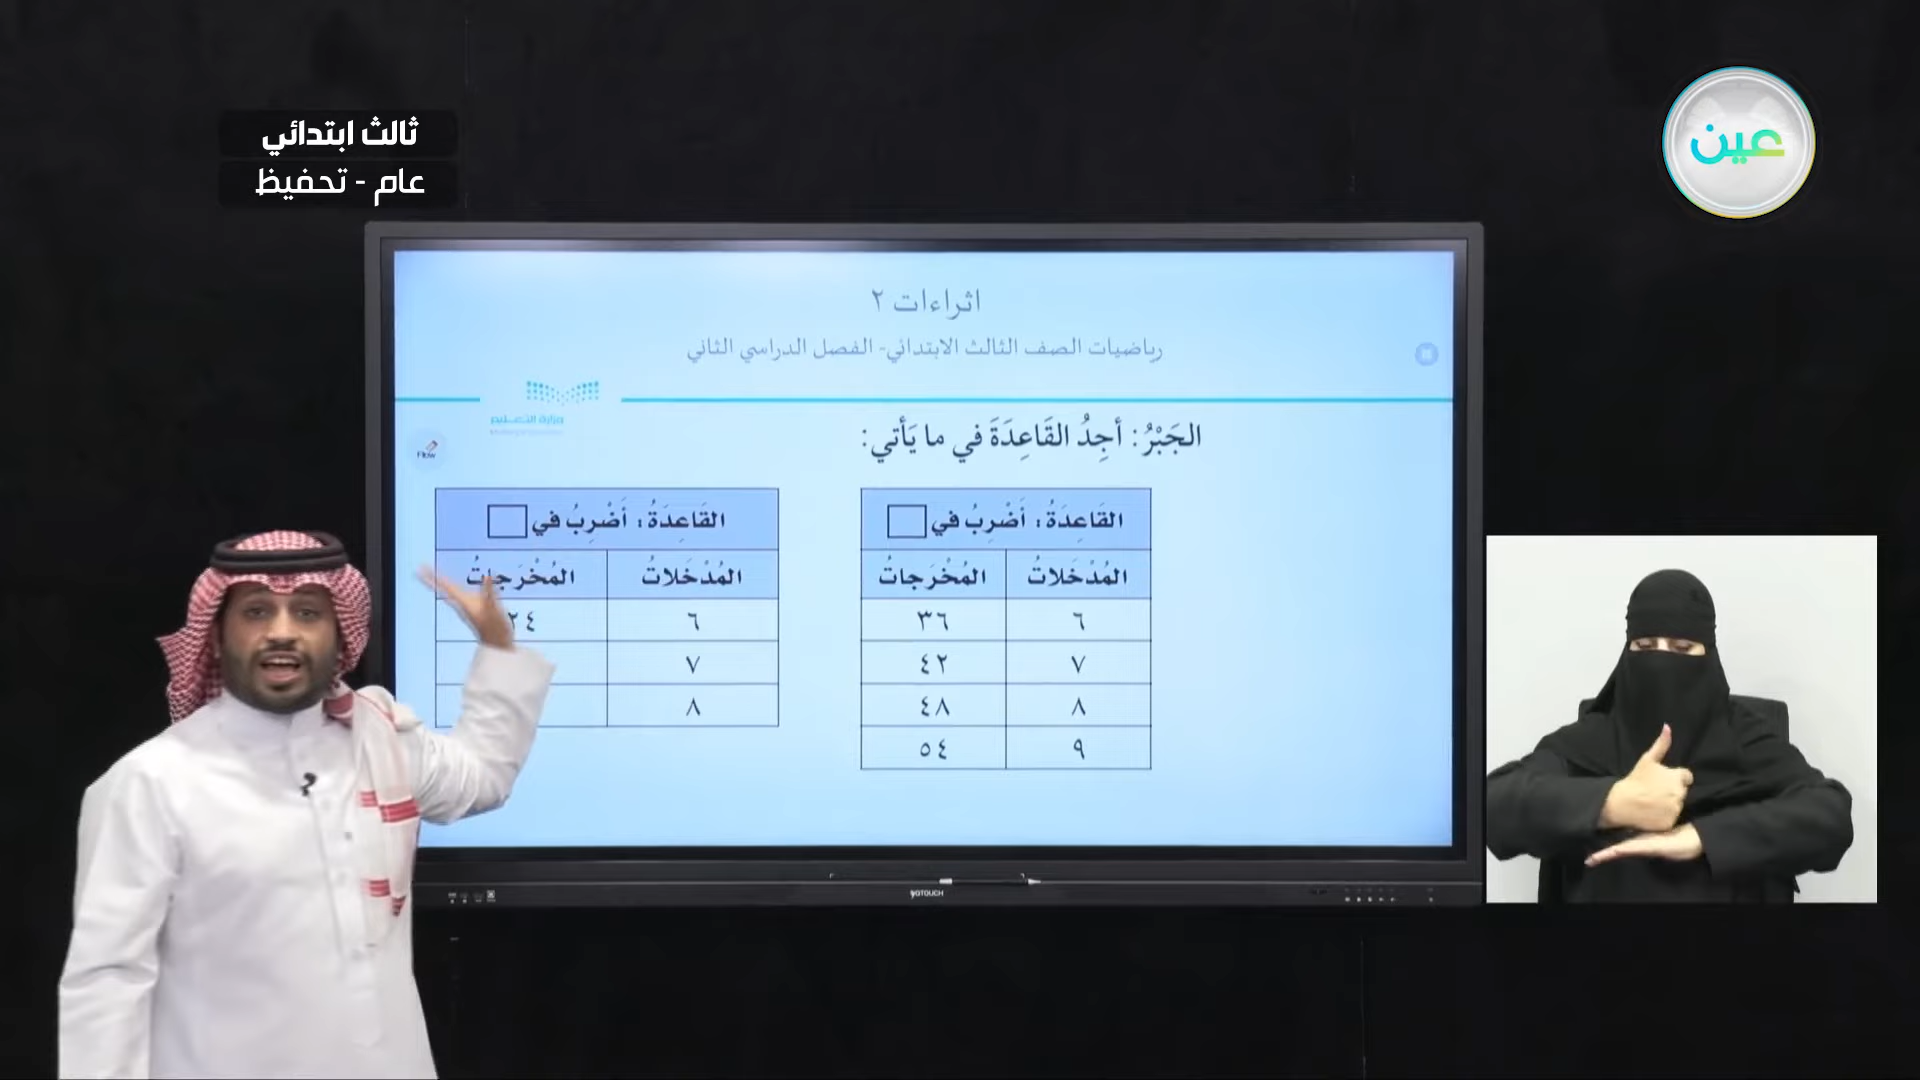 ثالث ابتدائي
عام - تحفيظ
عين
اثراءات ٢
رياضيات الصف الثالث الابتدائي- الفصل الدراسي الثاني
وزارة التعليم
الجَبْرُ: أَجِدُ القَاعِدَةَ في ما يَأتي:
القَاعِدَةُ: أَضْرِبُ في
المُدْخَلاتُ المُخْرَجاتُ
٦ ٣٦
٧ ٤٢
٨ ٤٨
٩ ٥٤
القَاعِدَةُ: أَضْرِبُ في
المُدْخَلاتُ المُخْرَجاتُ
٦ ٢٤
٧
٨